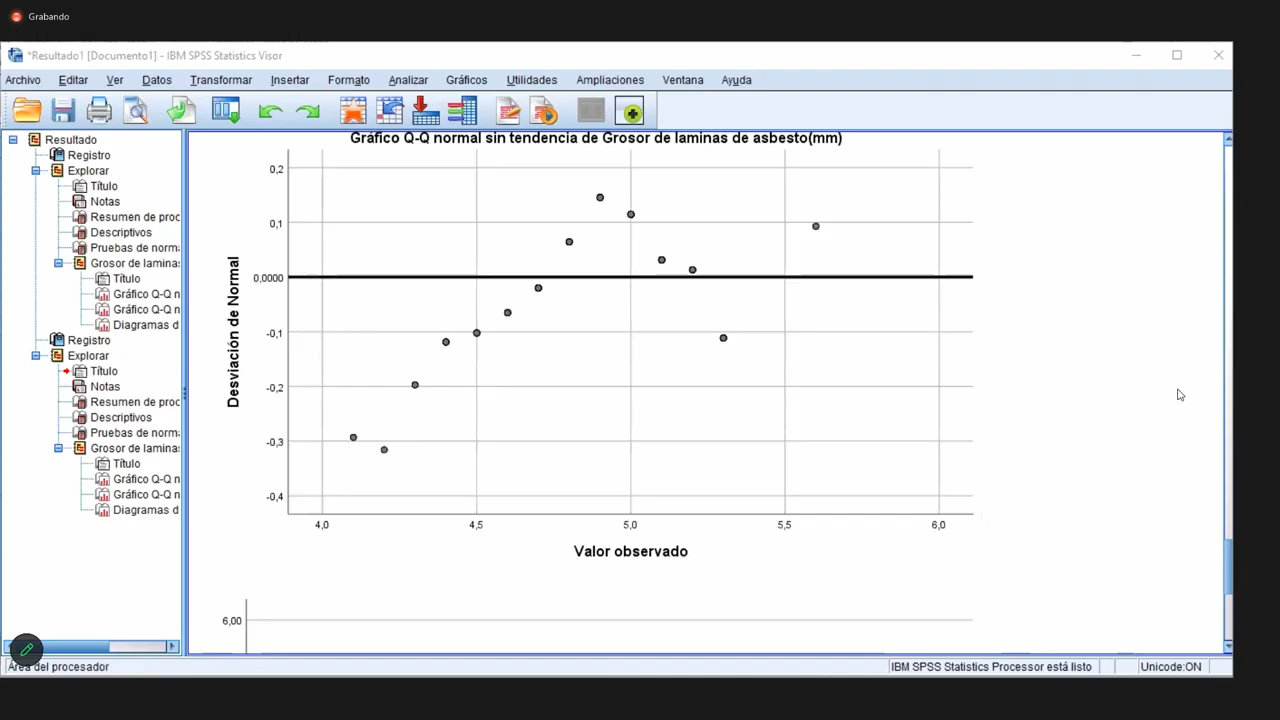 Grabando
*Resultado1 [Documento1] - IBM SPSS Statistics Visor
Archivo Editar Ver Datos Transformar Insertar Formato Analizar Gráficos Utilidades Ampliaciones Ventana Ayuda
Resultado
Registro
Explorar
Título
Notas
Resumen de proc
Descriptivos
Pruebas de norm
Grosor de laminas
Título
Gráfico Q-Q n
Gráfico Q-Q n
Diagramas d
Registro
Explorar
Título
Notas
Resumen de proc
Descriptivos
Pruebas de norm
Grosor de laminas
Título
Gráfico Q-Q n
Gráfico Q-Q n
Diagramas d
Gráfico Q-Q normal sin tendencia de Grosor de laminas de asbesto(mm)
Desviación de Normal
0,2
0,1
0,0000
-0,1
-0,2
-0,3
-0,4
4,0 4,5 5,0 5,5 6,0
Valor observado
6,00
Área del procesador
IBM SPSS Statistics Processor está listo
Unicode:ON